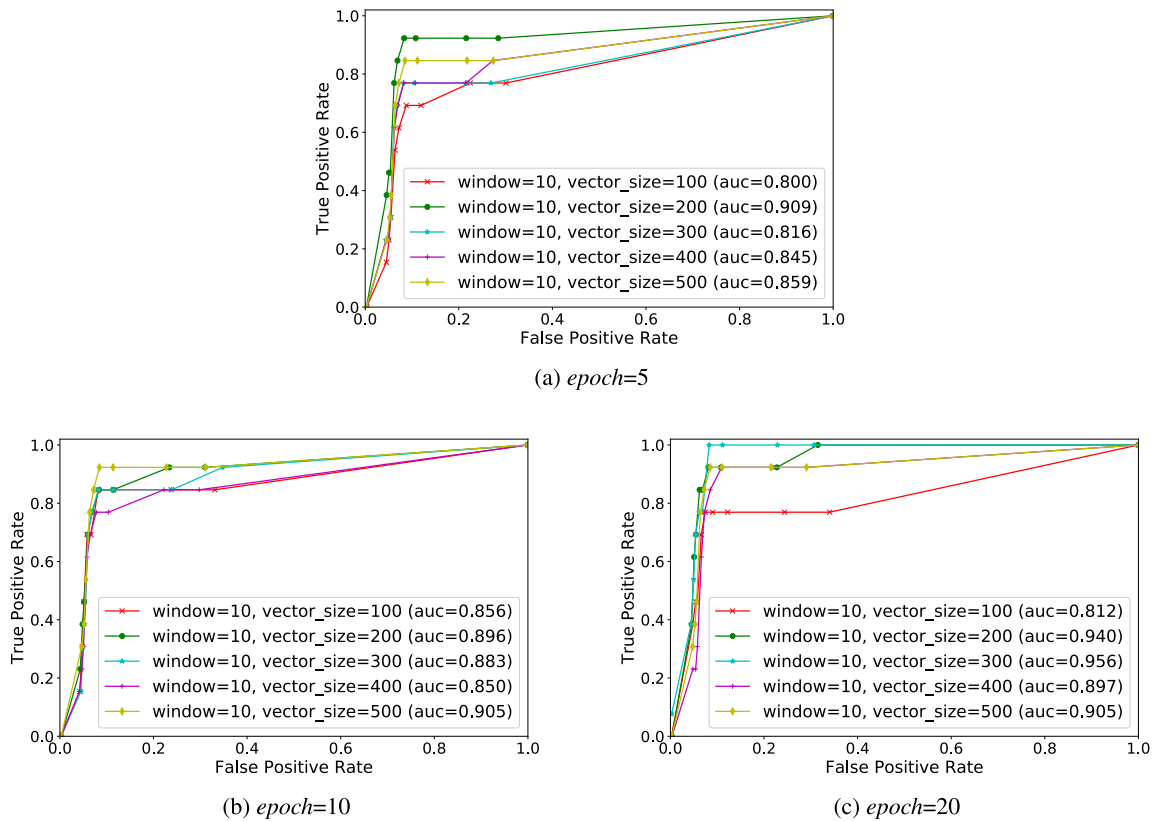 1.0
0.8
0.6
0.4
0.2
0.0
True Positive Rate
window=10, vector_size=100 (auc=0.800)
window=10, vector_size=200 (auc=0.909)
window=10, vector_size=300 (auc=0.816)
window=10, vector_size=400 (auc=0.845)
window=10, vector_size=500 (auc=0.859)
0.0 0.2 0.4 0.6 0.8 1.0
False Positive Rate
(a) epoch=5
1.0
0.8
0.6
0.4
0.2
0.0
True Positive Rate
window=10, vector_size=100 (auc=0.856)
window=10, vector_size=200 (auc=0.896)
window=10, vector_size=300 (auc=0.883)
window=10, vector_size=400 (auc=0.850)
window=10, vector_size=500 (auc=0.905)
0.0 0.2 0.4 0.6 0.8 1.0
False Positive Rate
(b) epoch=10
1.0
0.8
0.6
0.4
0.2
0.0
True Positive Rate
window=10, vector_size=100 (auc=0.812)
window=10, vector_size=200 (auc=0.940)
window=10, vector_size=300 (auc=0.956)
window=10, vector_size=400 (auc=0.897)
window=10, vector_size=500 (auc=0.905)
0.0 0.2 0.4 0.6 0.8 1.0
False Positive Rate
(c) epoch=20